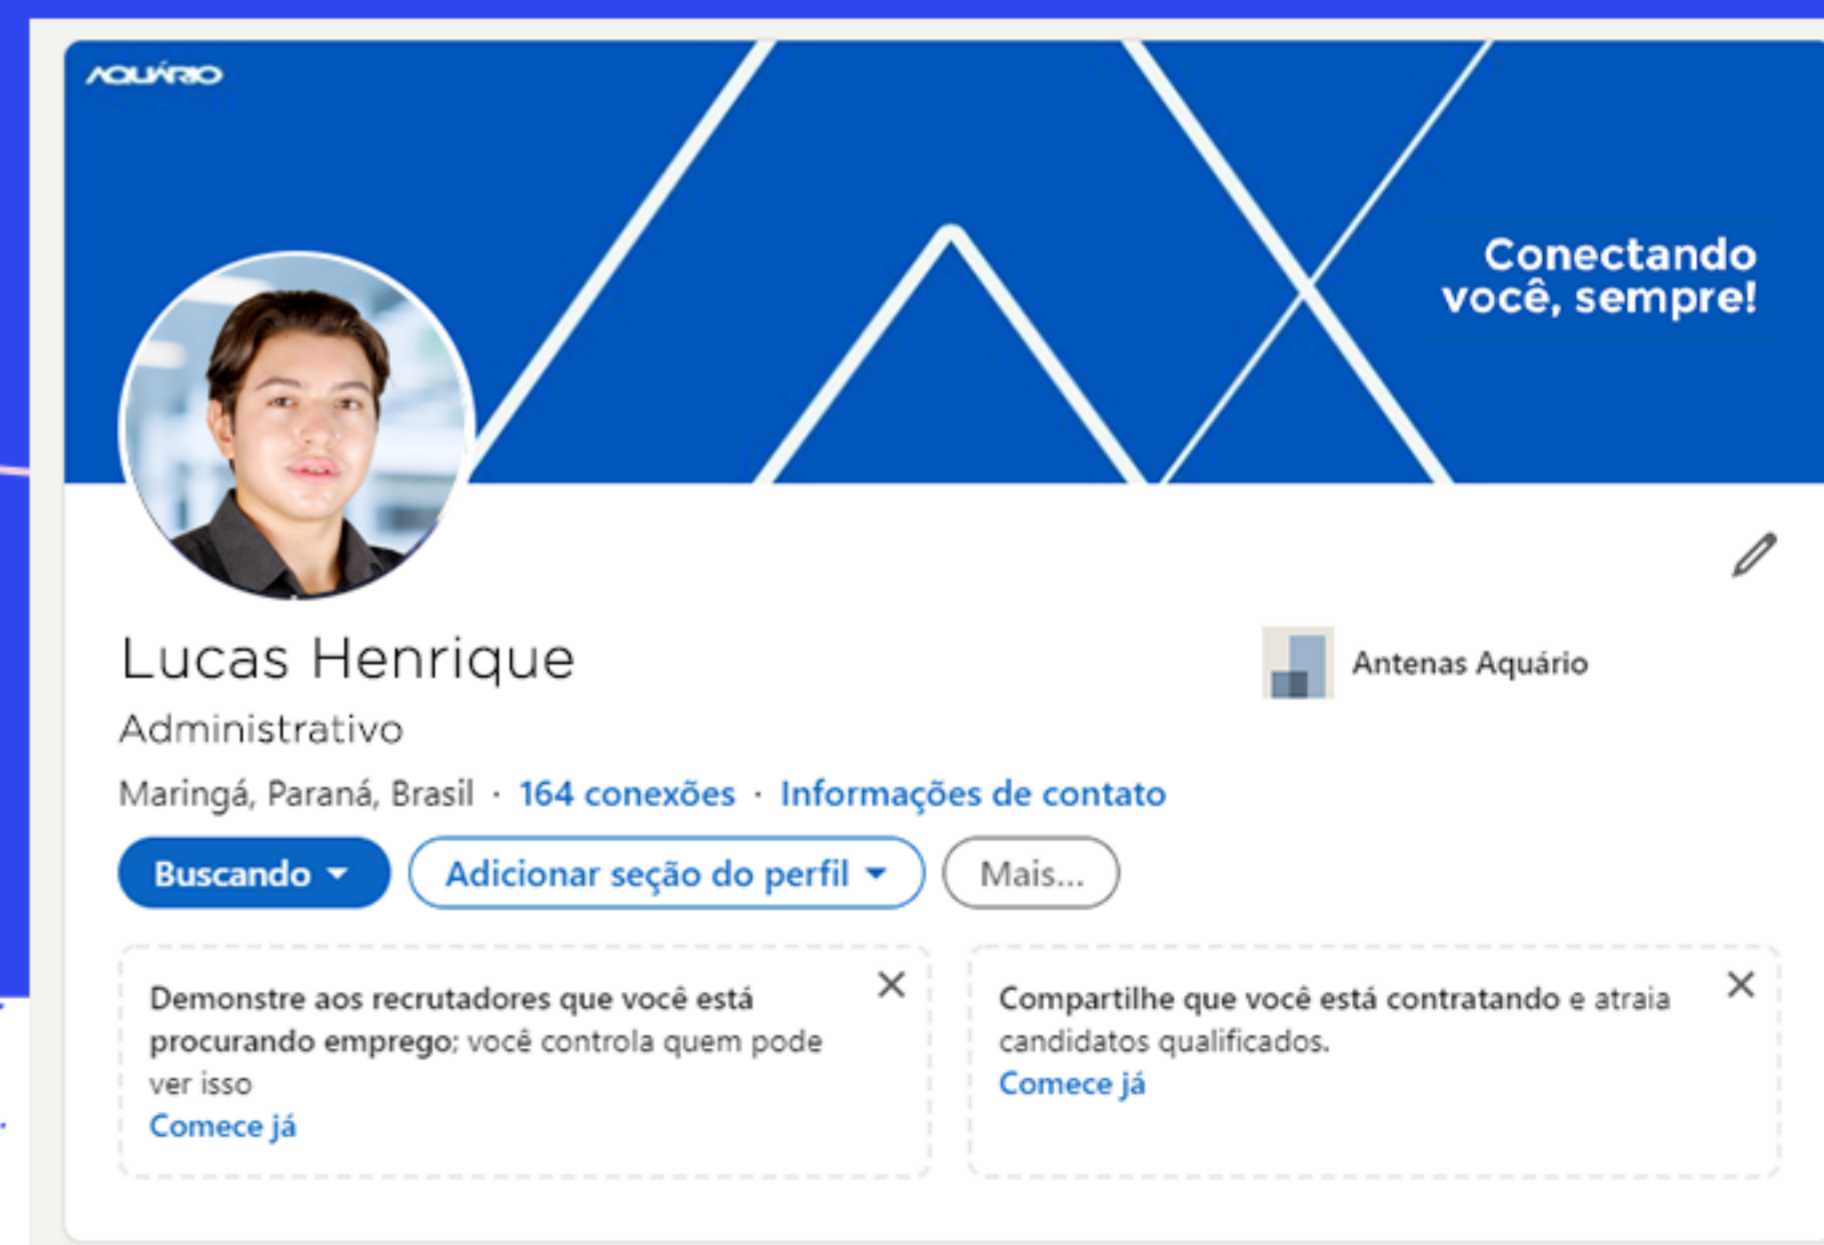 AQUÁRIO
Conectando
você, sempre!
Lucas Henrique
Antenas Aquário
Administrativo
Maringá, Paraná, Brasil · 164 conexões · Informações de contato
Buscando Adicionar seção do perfil Mais...
Demonstre aos recrutadores que você está
procurando emprego; você controla quem pode
ver isso
Comece já
Compartilhe que você está contratando e atraia
candidatos qualificados.
Comece já